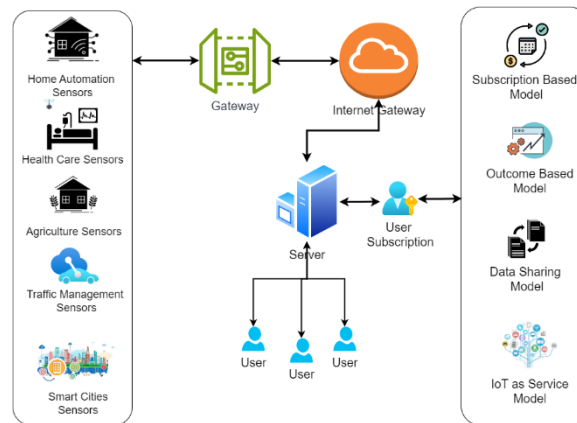 Home Automation
Sensors
Health Care Sensors
Agriculture Sensors
Traffic Management
Sensors
Smart Cities
Sensors
Gateway
Internet Gateway
Server
User
Subscription
User
User
User
Subscription Based
Model
Outcome Based
Model
Data Sharing
Model
IoT as Service
Model